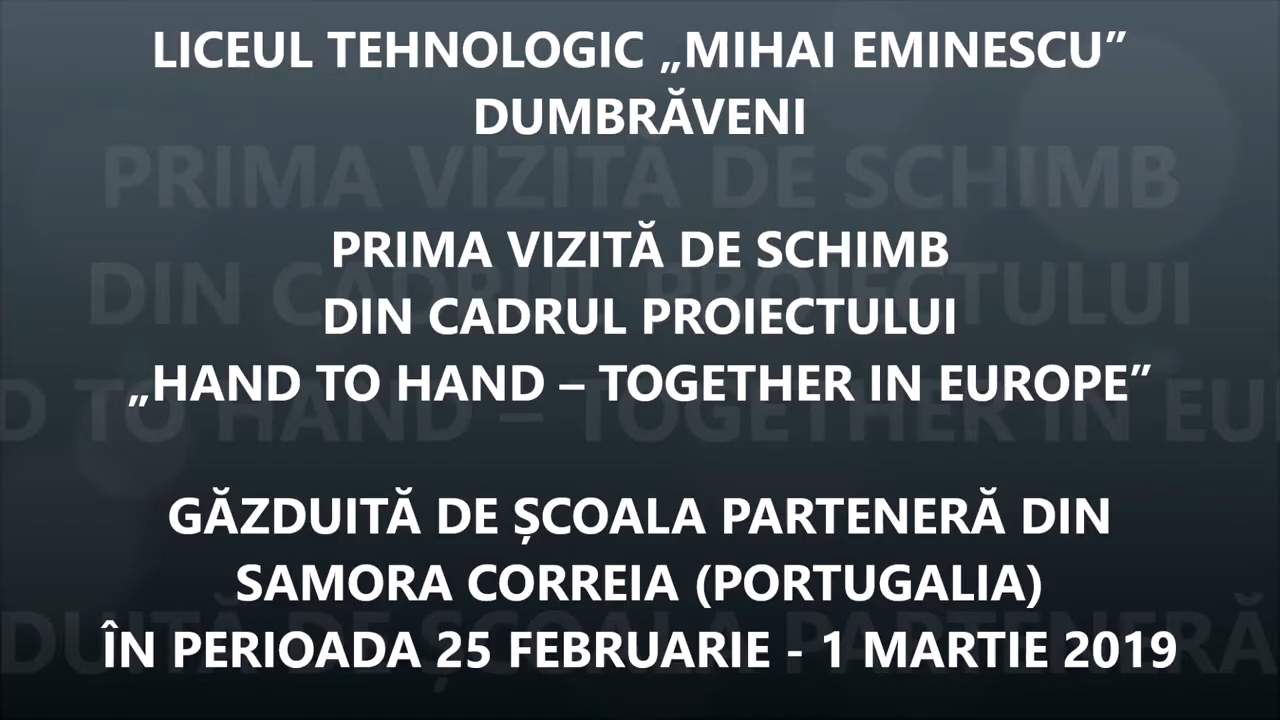 LICEUL TEHNOLOGIC „MIHAI EMINESCU”
DUMBRĂVENI
PRIMA VIZITĂ DE SCHIMB
DIN CADRUL PROIECTULUI
„HAND TO HAND – TOGETHER IN EUROPE”
GĂZDUITĂ DE ȘCOALA PARTENERĂ DIN
SAMORA CORREIA (PORTUGALIA)
ÎN PERIOADA 25 FEBRUARIE - 1 MARTIE 2019